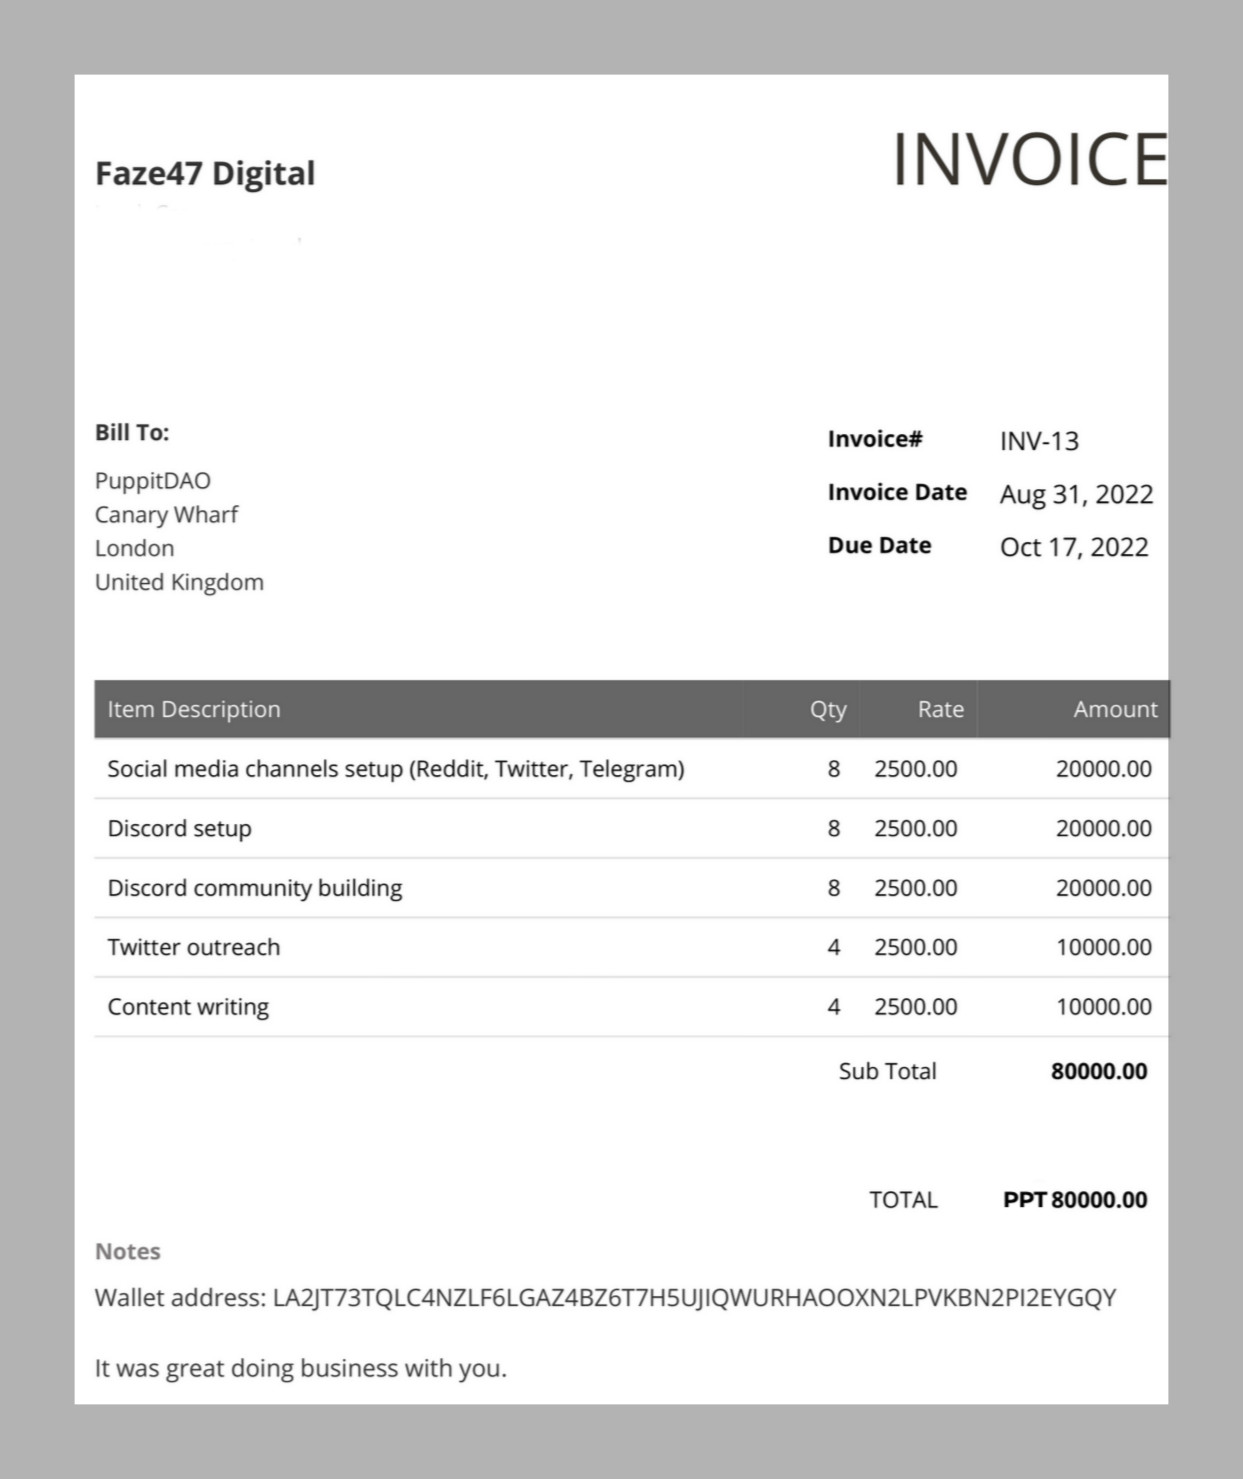 INVOICE
Faze47 Digital
Bill To:
PuppitDAO
Canary Wharf
London
United Kingdom
Invoice# INV-13
Invoice Date Aug 31, 2022
Due Date Oct 17, 2022
Item Description Qty Rate Amount
Social media channels setup (Reddit, Twitter, Telegram) 8 2500.00 20000.00
Discord setup 8 2500.00 20000.00
Discord community building 8 2500.00 20000.00
Twitter outreach 4 2500.00 10000.00
Content writing 4 2500.00 10000.00
Sub Total 80000.00
TOTAL PPT 80000.00
Notes
Wallet address: LA2JT73TQLC4NZLF6LGAZ4BZ6T7H5UJIQWURHAOOXN2LPVKBN2PI2EYGQY
It was great doing business with you.